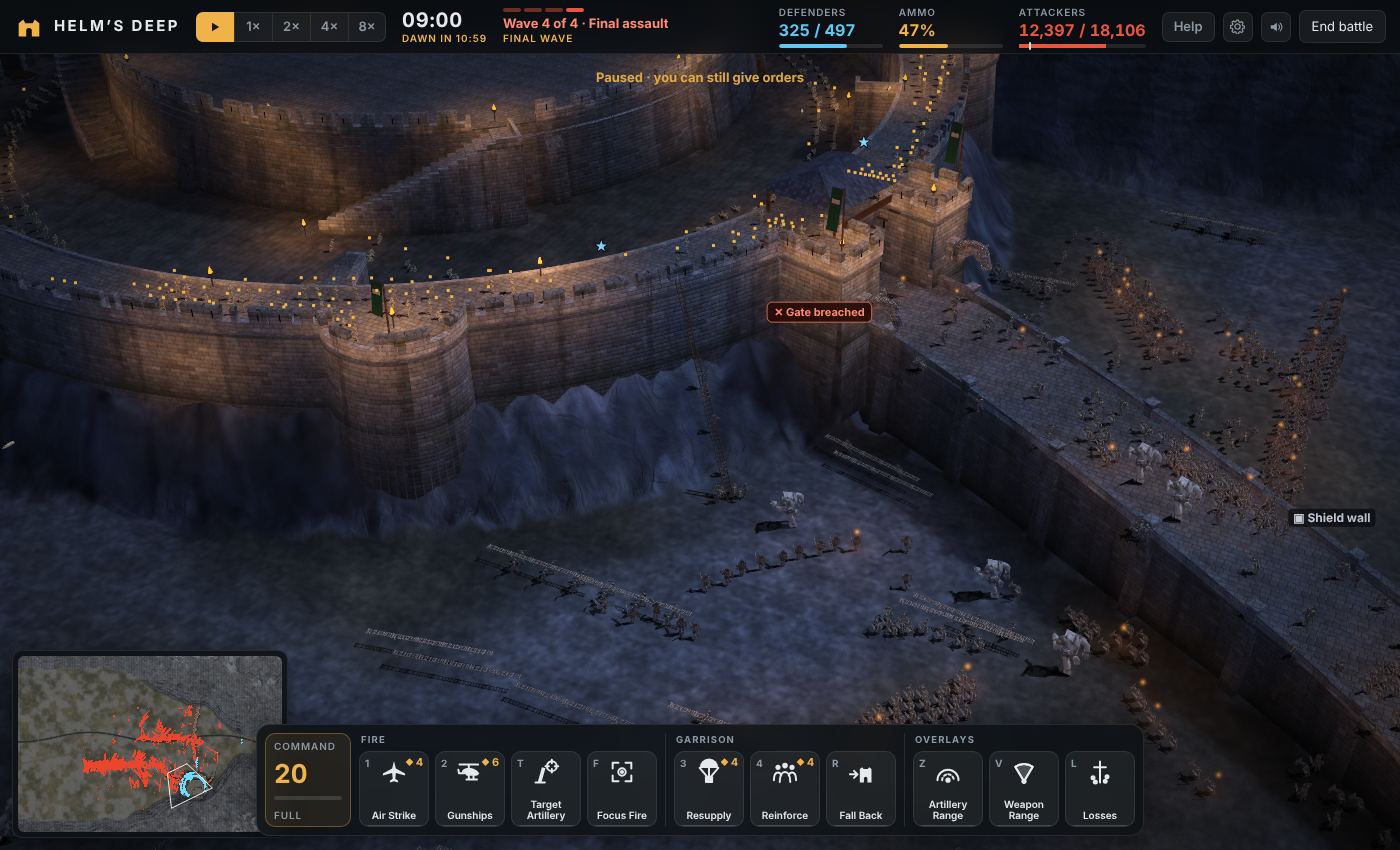 HELM'S DEEP
1×
2×
4×
8×
09:00
DAWN IN 10:59
Wave 4 of 4 · Final assault
FINAL WAVE
DEFENDERS
325 / 497
AMMO
47%
ATTACKERS
12,397 / 18,106
Help
End battle
Paused · you can still give orders
✕ Gate breached
Shield wall
COMMAND
20
FULL
FIRE
1
4
Air Strike
2
6
Gunships
T
Target
Artillery
F
Focus Fire
GARRISON
3
4
Resupply
4
4
Reinforce
R
Fall Back
OVERLAYS
Z
Artillery
Range
V
Weapon
Range
L
Losses